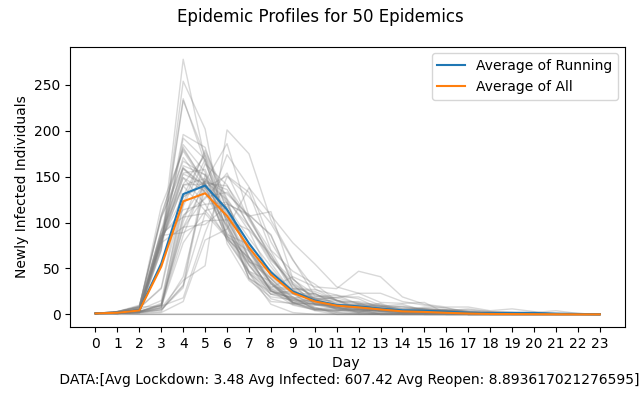 Epidemic Profiles for 50 Epidemics
Average of Running
Average of All
Newly Infected Individuals
250
200
150
100
50
0
0 1 2 3 4 5 6 7 8 9 10 11 12 13 14 15 16 17 18 19 20 21 22 23
Day
DATA:[Avg Lockdown: 3.48 Avg Infected: 607.42 Avg Reopen: 8.893617021276595]